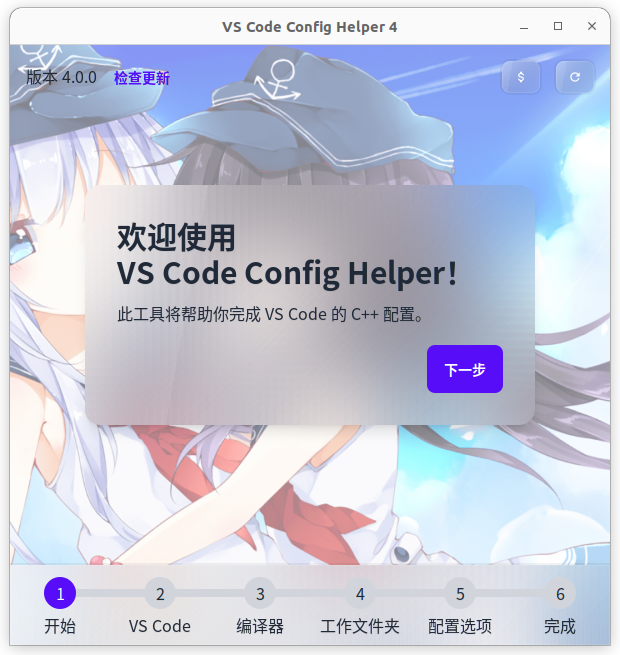 VS Code Config Helper 4
版本 4.0.0 检查更新
$
欢迎使用
VS Code Config Helper!
此工具将帮助你完成 VS Code 的 C++ 配置。
下一步
1 2 3 4 5 6
开始 VS Code 编译器 工作文件夹 配置选项 完成